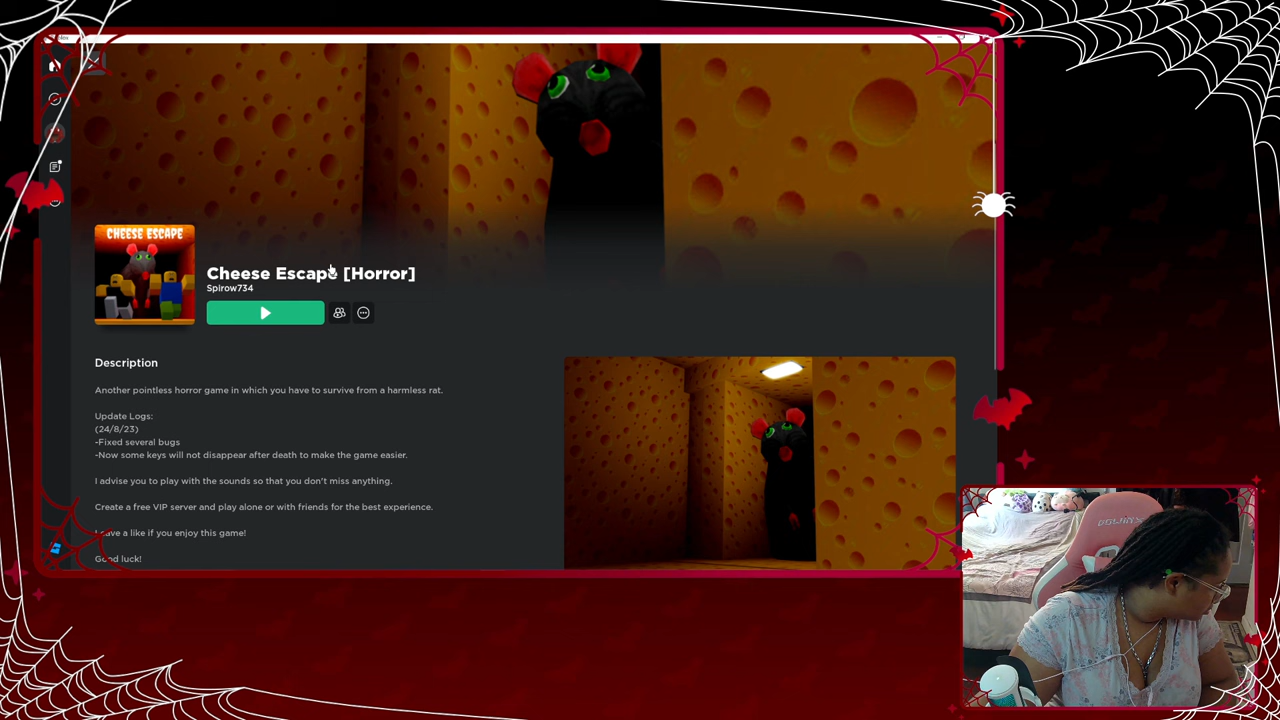 CHEESE ESCAPE
Cheese Escape [Horror]
Spirow734
Description
Another pointless horror game in which you have to survive from a harmless rat.
Update Logs:
(24/8/23)
-Fixed several bugs
-Now some keys will not disappear after death to make the game easier.
I advise you to play with the sounds so that you don't miss anything.
Create a free VIP server and play alone or with friends for the best experience.
Leave a like if you enjoy this game!
Good luck!